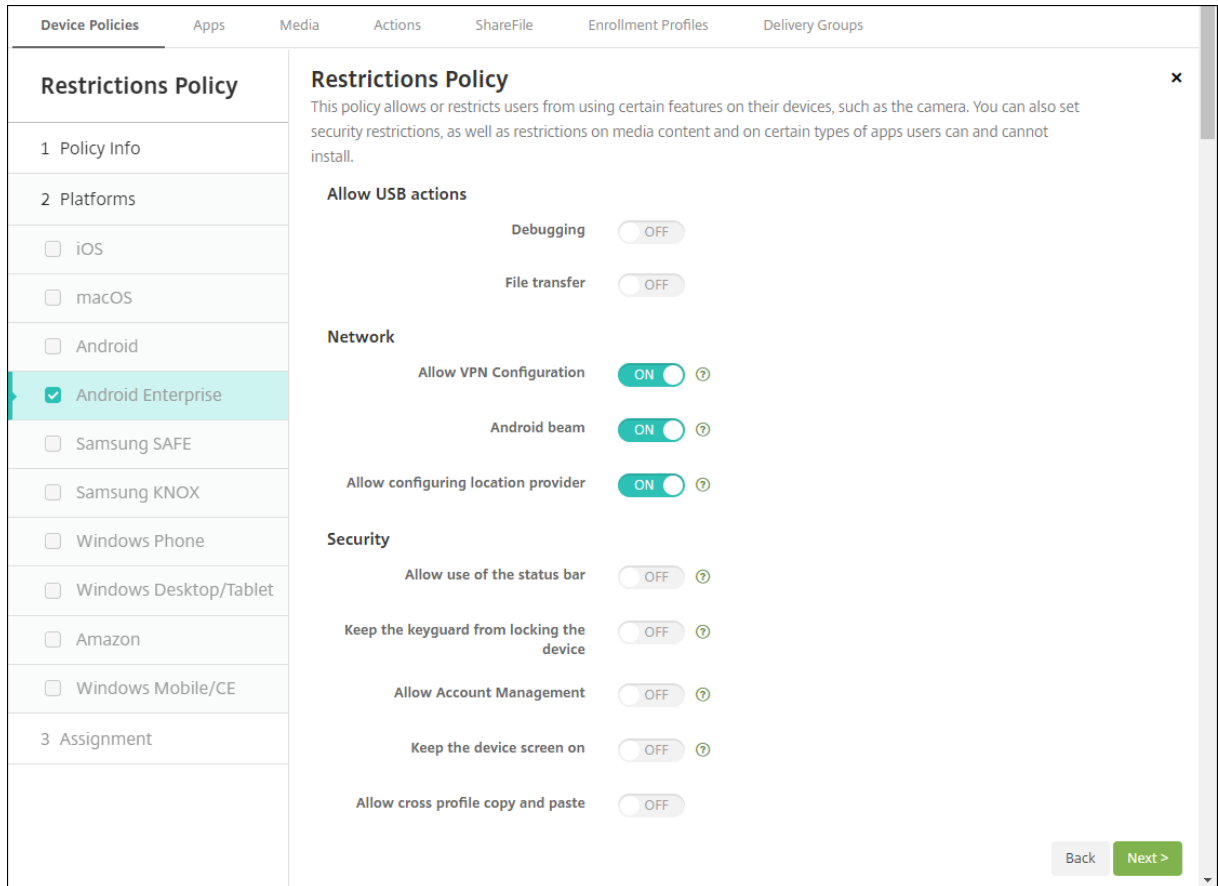 Device Policies Apps Media Actions ShareFile Enrollment Profiles Delivery Groups
Restrictions Policy
1 Policy Info
2 Platforms
iOS
macOS
Android
Android Enterprise
Samsung SAFE
Samsung KNOX
Windows Phone
Windows Desktop/Tablet
Amazon
Windows Mobile/CE
3 Assignment
Restrictions Policy
This policy allows or restricts users from using certain features on their devices, such as the camera. You can also set
security restrictions, as well as restrictions on media content and on certain types of apps users can and cannot
install.
Allow USB actions
Debugging OFF
File transfer OFF
Network
Allow VPN Configuration ON ?
Android beam ON ?
Allow configuring location provider ON ?
Security
Allow use of the status bar OFF ?
Keep the keyguard from locking the
device OFF ?
Allow Account Management OFF ?
Keep the device screen on OFF ?
Allow cross profile copy and paste OFF
Back Next >